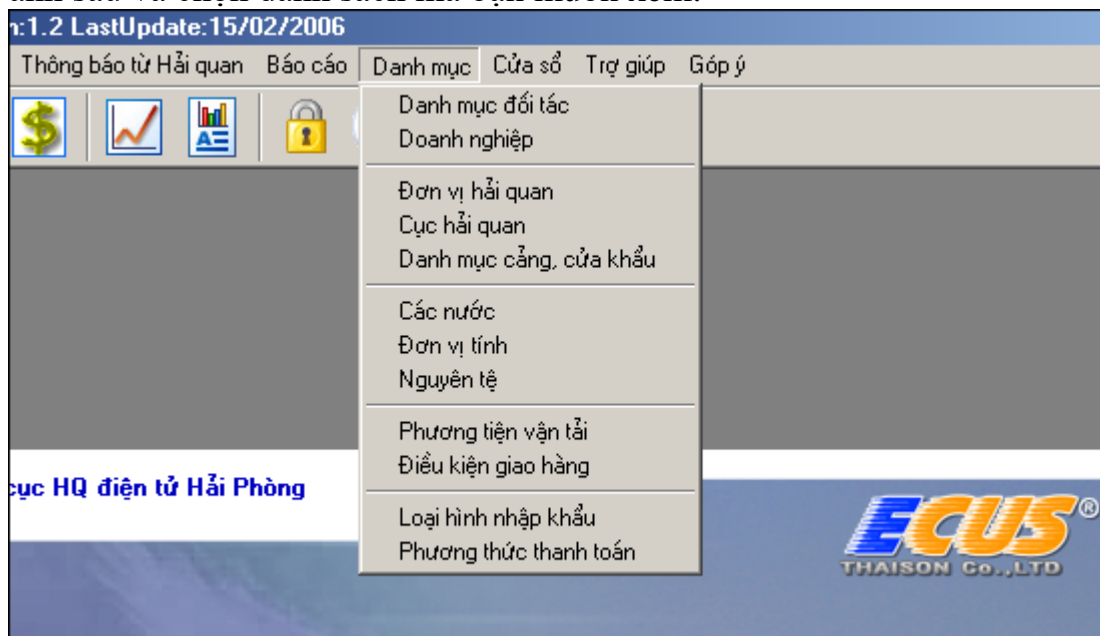 n:1.2 LastUpdate:15/02/2006
Thông báo từ Hải quan Báo cáo Danh mục Cửa sổ Trợ giúp Góp ý
Danh mục đối tác
Doanh nghiệp
Đơn vị hải quan
Cục hải quan
Danh mục cảng, cửa khẩu
Các nước
Đơn vị tính
Nguyên tệ
Phương tiện vận tải
Điều kiện giao hàng
Loại hình nhập khẩu
Phương thức thanh toán
cục HQ điện tử Hải Phòng
ECUS®
THAISON Co.,LTD